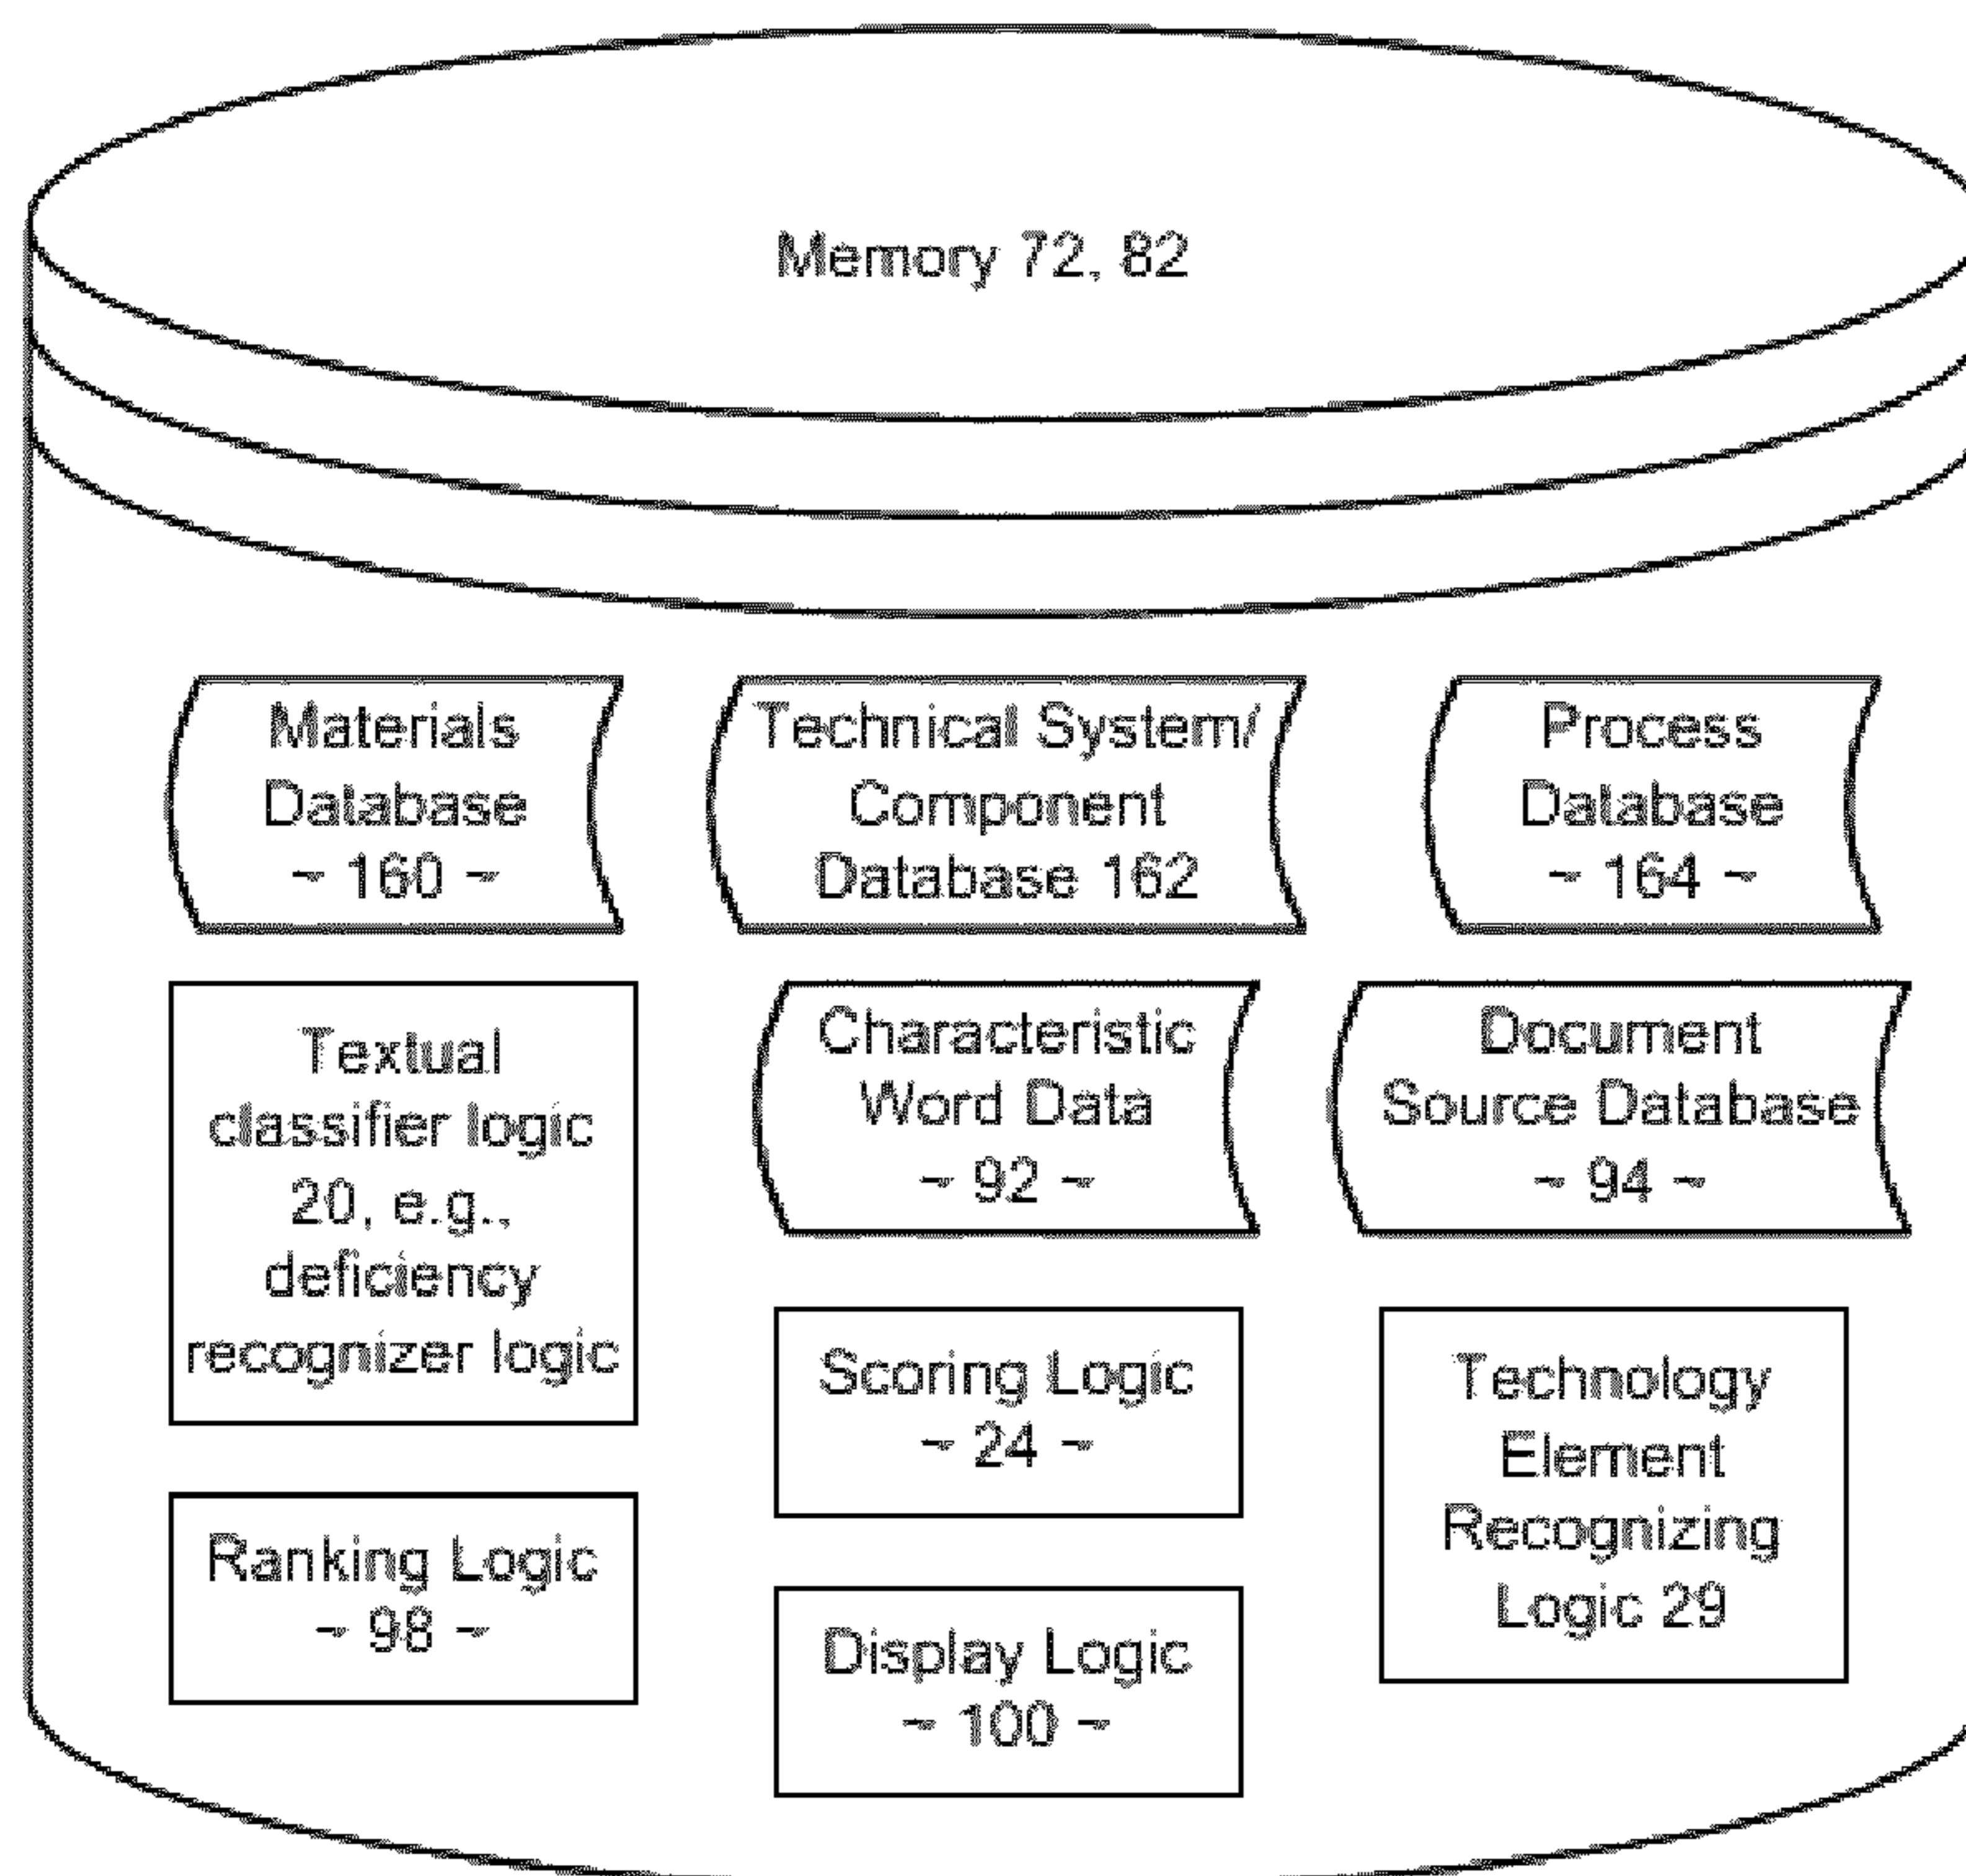 Memory 72, 82
Materials
Database
~ 160 ~
Technical System/
Component
Database 162
Process
Database
~ 164 ~
Textual
classifier logic
20, e.g.,
deficiency
recognizer logic
Characteristic
Word Data
~ 92 ~
Document
Source Database
~ 94 ~
Scoring Logic
~ 24 ~
Technology
Element
Recognizing
Logic 29
Ranking Logic
~ 98 ~
Display Logic
~ 100 ~